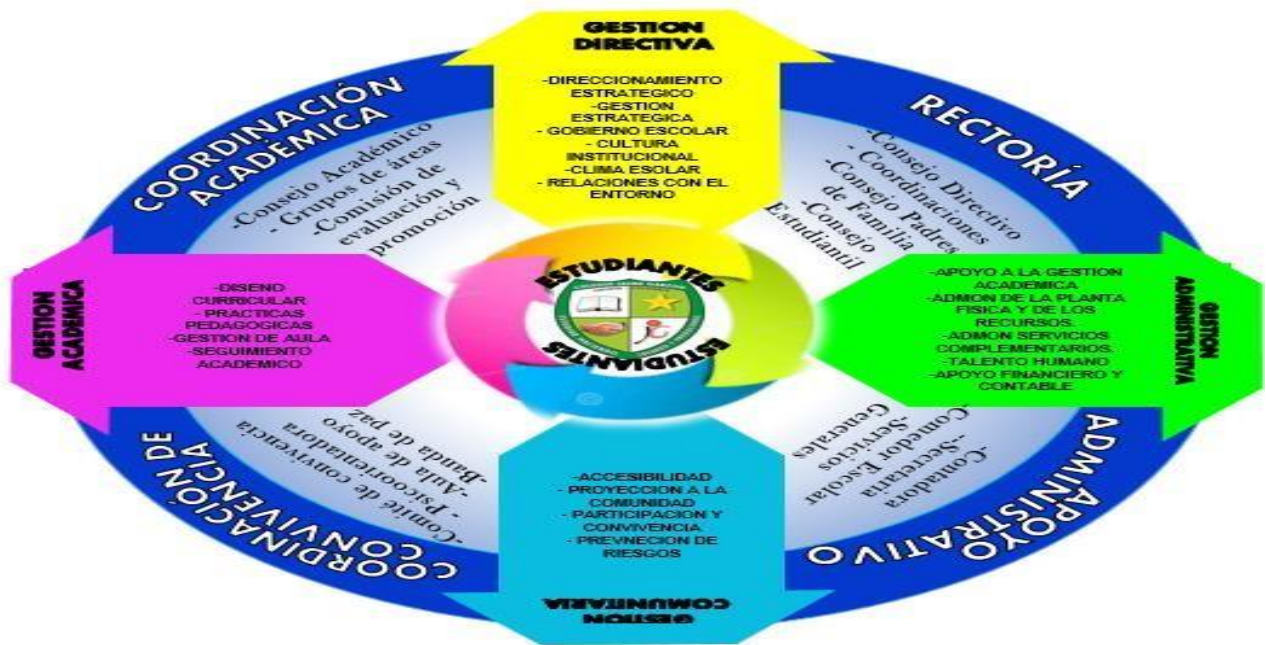 GESTION
DIRECTIVA
-DIRECCIONAMIENTO
ESTRATEGICO
-GESTION
ESTRATEGICA
- GOBIERNO ESCOLAR
- CULTURA
INSTITUCIONAL
-CLIMA ESOLAR
- RELACIONES CON EL
ENTORNO
COORDINACIÓN
ACADÉMICA
-Consejo Académico
- Grupos de áreas
-Comisión de
evaluación y
promoción
RECTORÍA
-Consejo Directivo
- Coordinaciones
-Consejo Padres
de Familia
-Consejo
Estudiantil
GESTION
ACADEMICA
-DISENO
CURRICULAR
- PRACTICAS
PEDAGOGICAS
-GESTION DE AULA
-SEGUIMIENTO
ACADEMICO
ESTUDIANTES
ESTUDIANTES
ESTUDIANTES
-APOYO A LA GESTION
ACADEMICA
-ADMON DE LA PLANTA
FISICA Y DE LOS
RECURSOS.
-ADMON SERVICIOS
COMPLEMENTARIOS.
-TALENTO HUMANO
-APOYO FINANCIERO Y
CONTABLE
GESTION
ADMINISTRATIVA
COORDINACIÓN DE
CONVIVENCIA
-Comité de convivencia
- Psicoorientadora
-Aula de apoyo
-Banda de paz
APOYO
ADMINISTRATIVO
-Contadora
-Secretaria
-Comedor Escolar
-Servicios
Generales
-ACCESIBILIDAD
- PROYECCION A LA
COMUNIDAD
- PARTICIPACION Y
CONVIVENCIA
- PREVNECION DE
RIESGOS
GESTION
COMUNITARIA